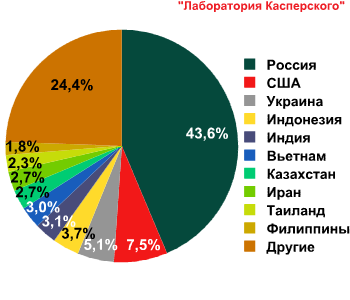 "Лаборатория Касперского"
24,4%
43,6%
1,8%
2,3%
2,7%
2,7%
3,0%
3,1%
3,7%
5,1%
7,5%
Россия
США
Украина
Индонезия
Индия
Вьетнам
Казахстан
Иран
Таиланд
Филиппины
Другие